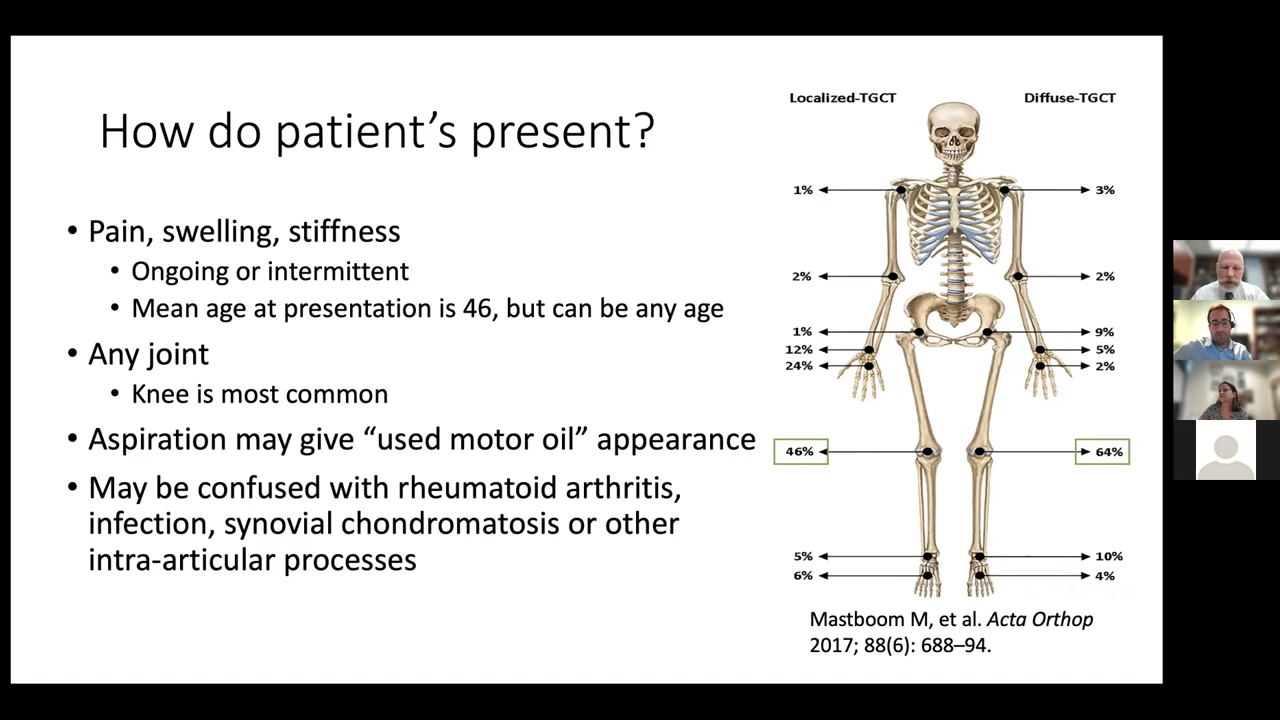 How do patient's present?
• Pain, swelling, stiffness
• Ongoing or intermittent
• Mean age at presentation is 46, but can be any age
• Any joint
• Knee is most common
• Aspiration may give “used motor oil” appearance
• May be confused with rheumatoid arthritis,
infection, synovial chondromatosis or other
intra-articular processes
Localized-TGCT Diffuse-TGCT
1% 3%
2% 2%
1% 9%
12% 5%
24% 2%
46% 64%
5% 10%
6% 4%
Mastboom M, et al. Acta Orthop
2017; 88(6): 688–94.